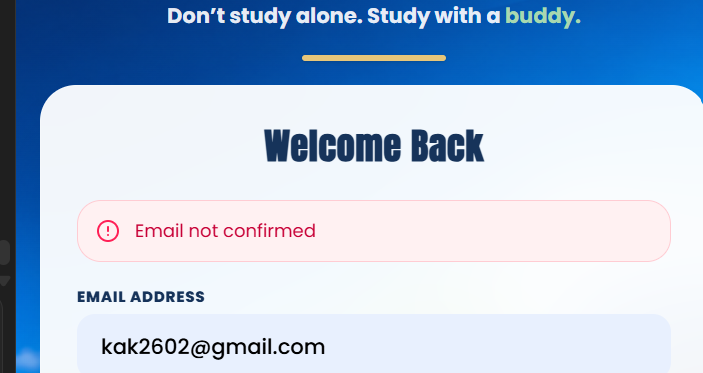 Don’t study alone. Study with a buddy.
Welcome Back
Email not confirmed
EMAIL ADDRESS
kak2602@gmail.com